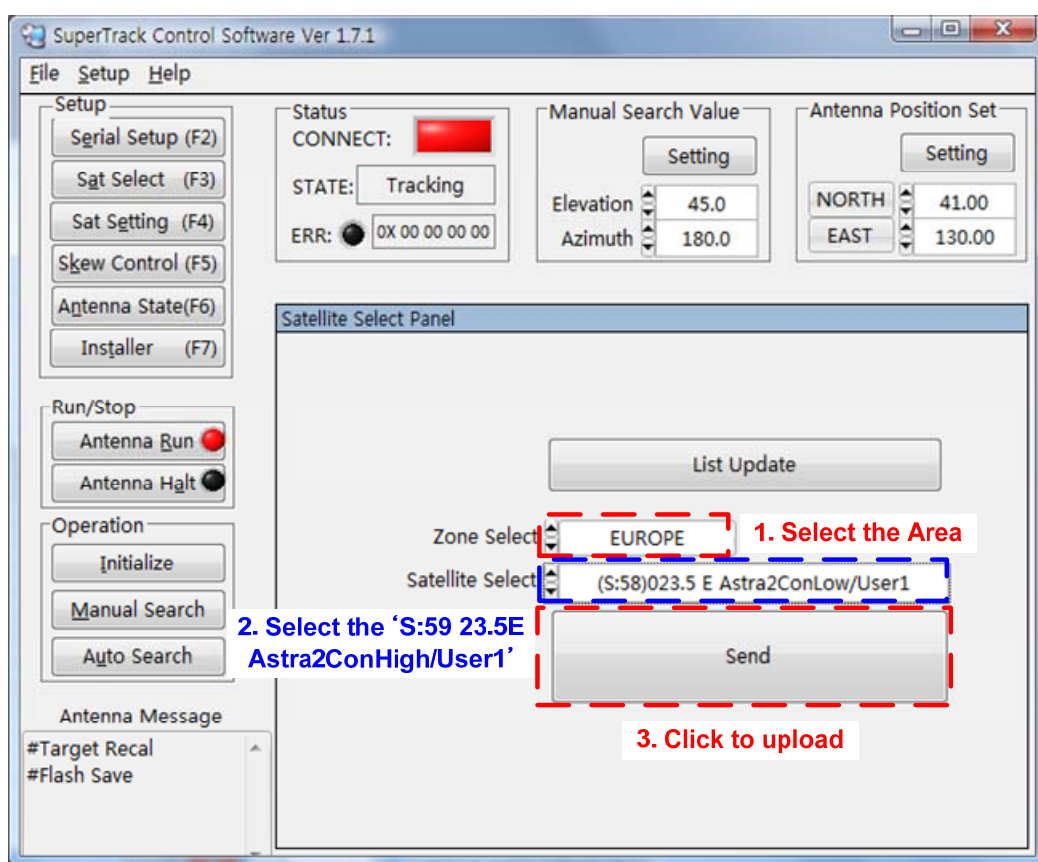 SuperTrack Control Software Ver 1.7.1
File Setup Help
Setup
Serial Setup (F2)
Sat Select (F3)
Sat Setting (F4)
Skew Control (F5)
Antenna State(F6)
Installer (F7)
Run/Stop
Antenna Run
Antenna Halt
Operation
Initialize
Manual Search
Auto Search
Antenna Message
#Target Recal
#Flash Save
Status
CONNECT:
STATE: Tracking
ERR: 0X 00 00 00 00
Manual Search Value
Setting
Elevation 45.0
Azimuth 180.0
Antenna Position Set
Setting
NORTH 41.00
EAST 130.00
Satellite Select Panel
List Update
Zone Select EUROPE
1. Select the Area
Satellite Select (S:58)023.5 E Astra2ConLow/User1
2. Select the ‘S:59 23.5E
Astra2ConHigh/User1’
Send
3. Click to upload